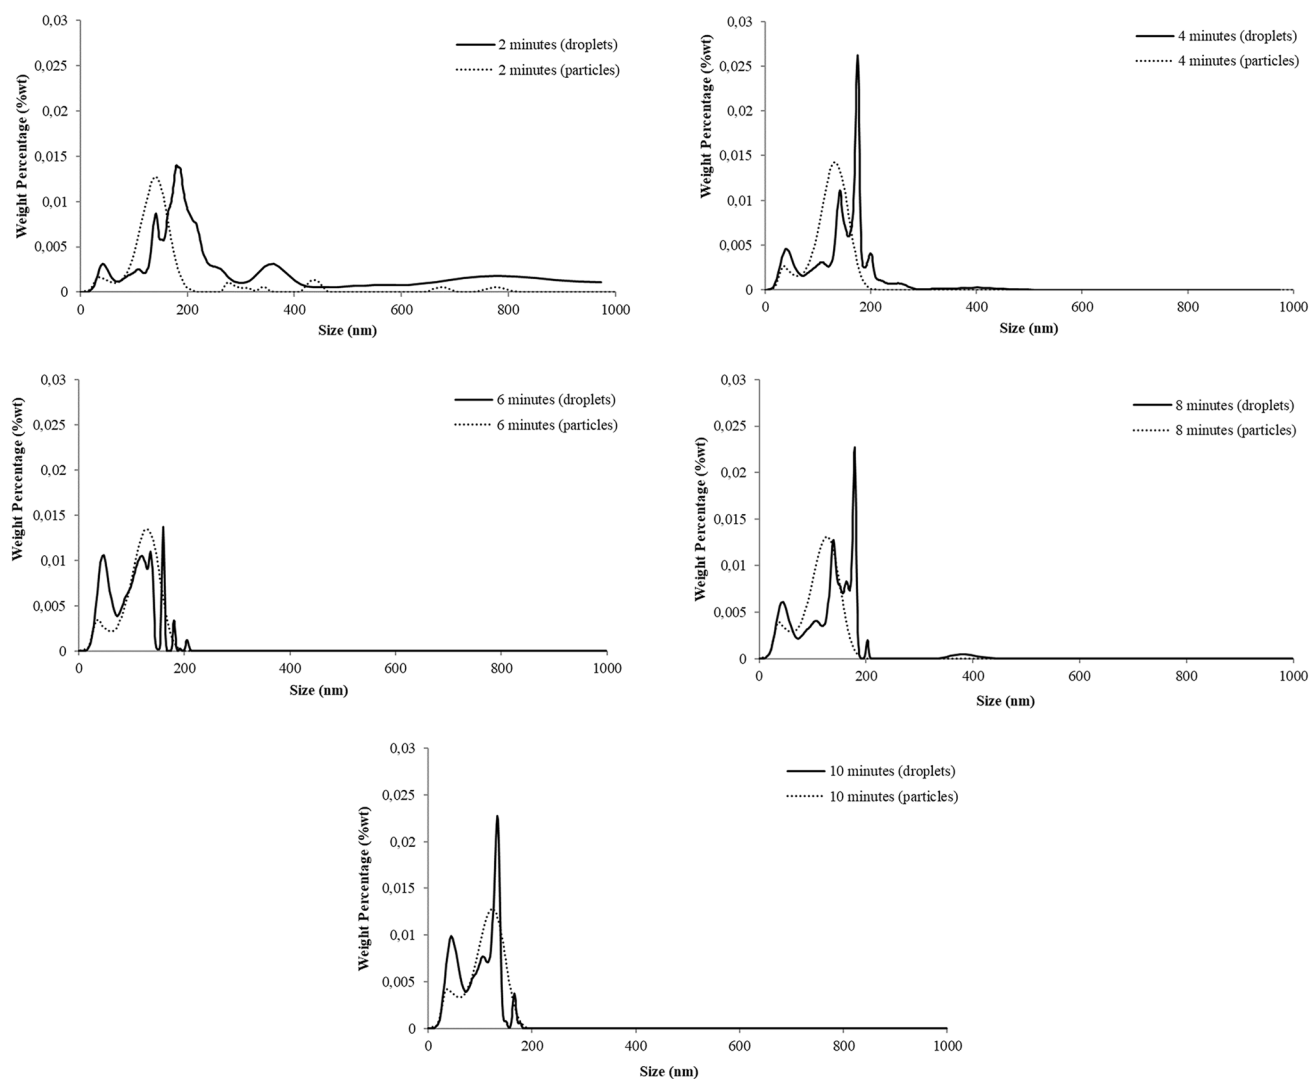 0,03
0,025
0,02
0,015
0,01
0,005
0
Weight Percentage (%wt)
2 minutes (droplets)
2 minutes (particles)
0 200 400 600 800 1000
Size (nm)
0,03
0,025
0,02
0,015
0,01
0,005
0
Weight Percentage (%wt)
4 minutes (droplets)
4 minutes (particles)
0 200 400 600 800 1000
Size (nm)
0,03
0,025
0,02
0,015
0,01
0,005
0
Weight Percentage (%wt)
6 minutes (droplets)
6 minutes (particles)
0 200 400 600 800 1000
Size (nm)
0,03
0,025
0,02
0,015
0,01
0,005
0
Weight Percentage (%wt)
8 minutes (droplets)
8 minutes (particles)
0 200 400 600 800 1000
Size (nm)
0,03
0,025
0,02
0,015
0,01
0,005
0
Weight Percentage (%wt)
10 minutes (droplets)
10 minutes (particles)
0 200 400 600 800 1000
Size (nm)